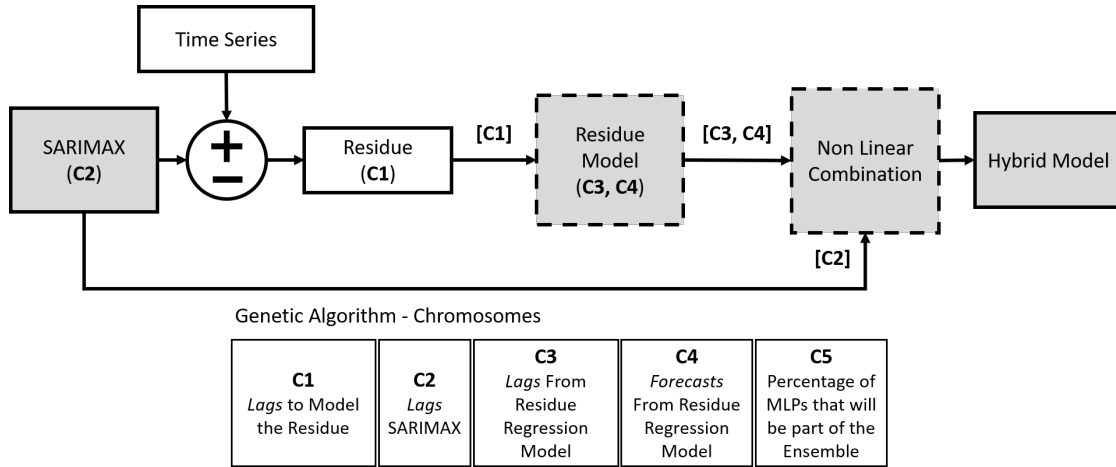 Time Series
SARIMAX
(C2)
+
−
Residue
(C1)
[C1]
Residue
Model
(C3, C4)
[C3, C4]
Non Linear
Combination
Hybrid Model
[C2]
Genetic Algorithm - Chromosomes
C1
Lags to Model
the Residue
C2
Lags
SARIMAX
C3
Lags From
Residue
Regression
Model
C4
Forecasts
From Residue
Regression
Model
C5
Percentage of
MLPs that will
be part of the
Ensemble